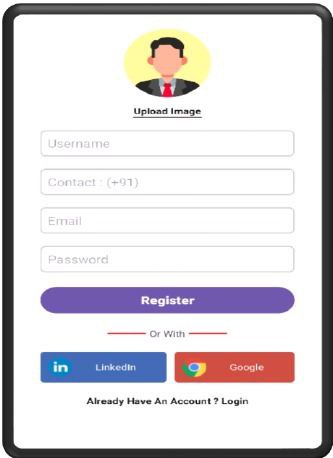 Upload Image
Username
Contact : (+91)
Email
Password
Register
Or With
in LinkedIn
Google
Already Have An Account ? Login